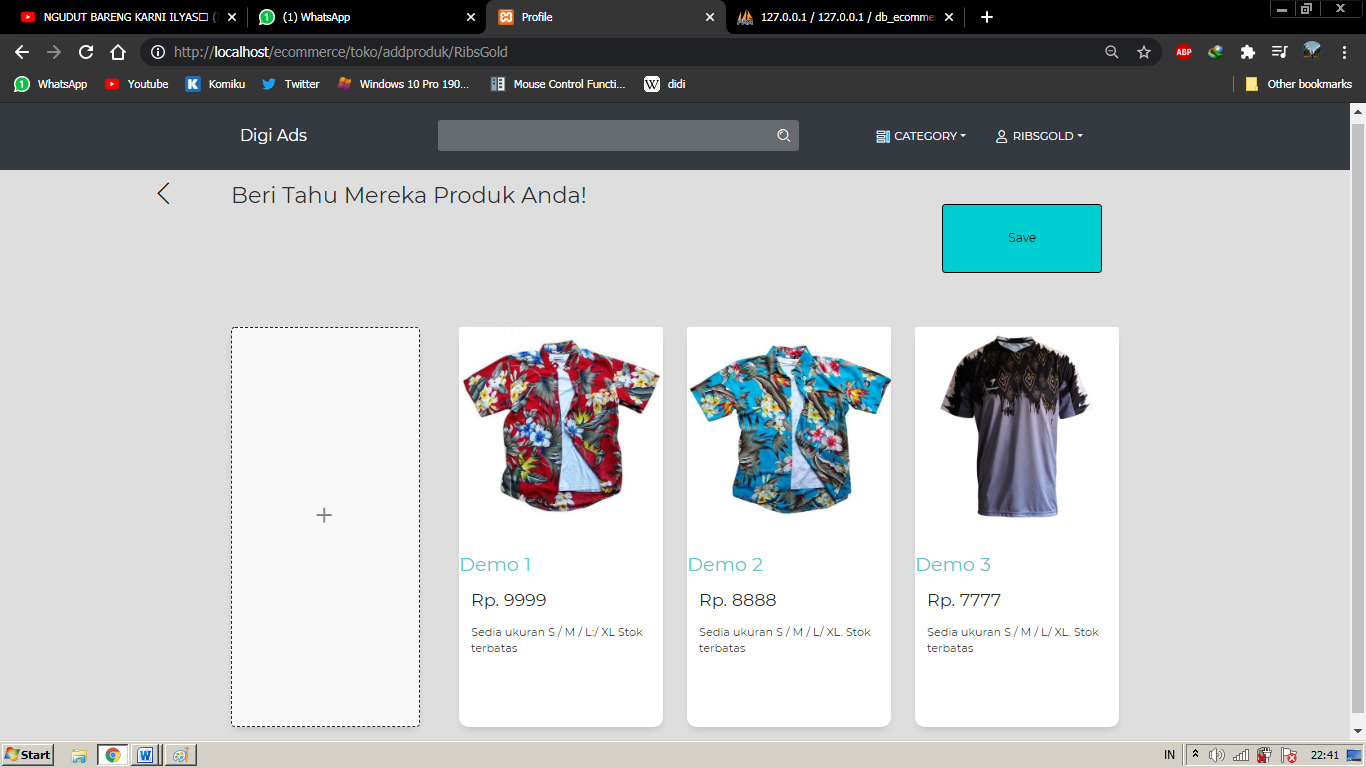 NGUDUT BARENG KARNI ILYAS
(1) WhatsApp
Profile
127.0.0.1 / 127.0.0.1 / db_ecomme
http://localhost/ecommerce/toko/addproduk/RibsGold
ABP
1 WhatsApp
Youtube
Komiku
Twitter
Windows 10 Pro 190...
Mouse Control Functi...
W didi
Other bookmarks
Digi Ads
CATEGORY
RIBSGOLD
Beri Tahu Mereka Produk Anda!
Save
+
Demo 1
Rp. 9999
Sedia ukuran S / M / L:/ XL Stok
terbatas
Demo 2
Rp. 8888
Sedia ukuran S / M / L/ XL. Stok
terbatas
Demo 3
Rp. 7777
Sedia ukuran S / M / L/ XL. Stok
terbatas
Start
IN
22:41